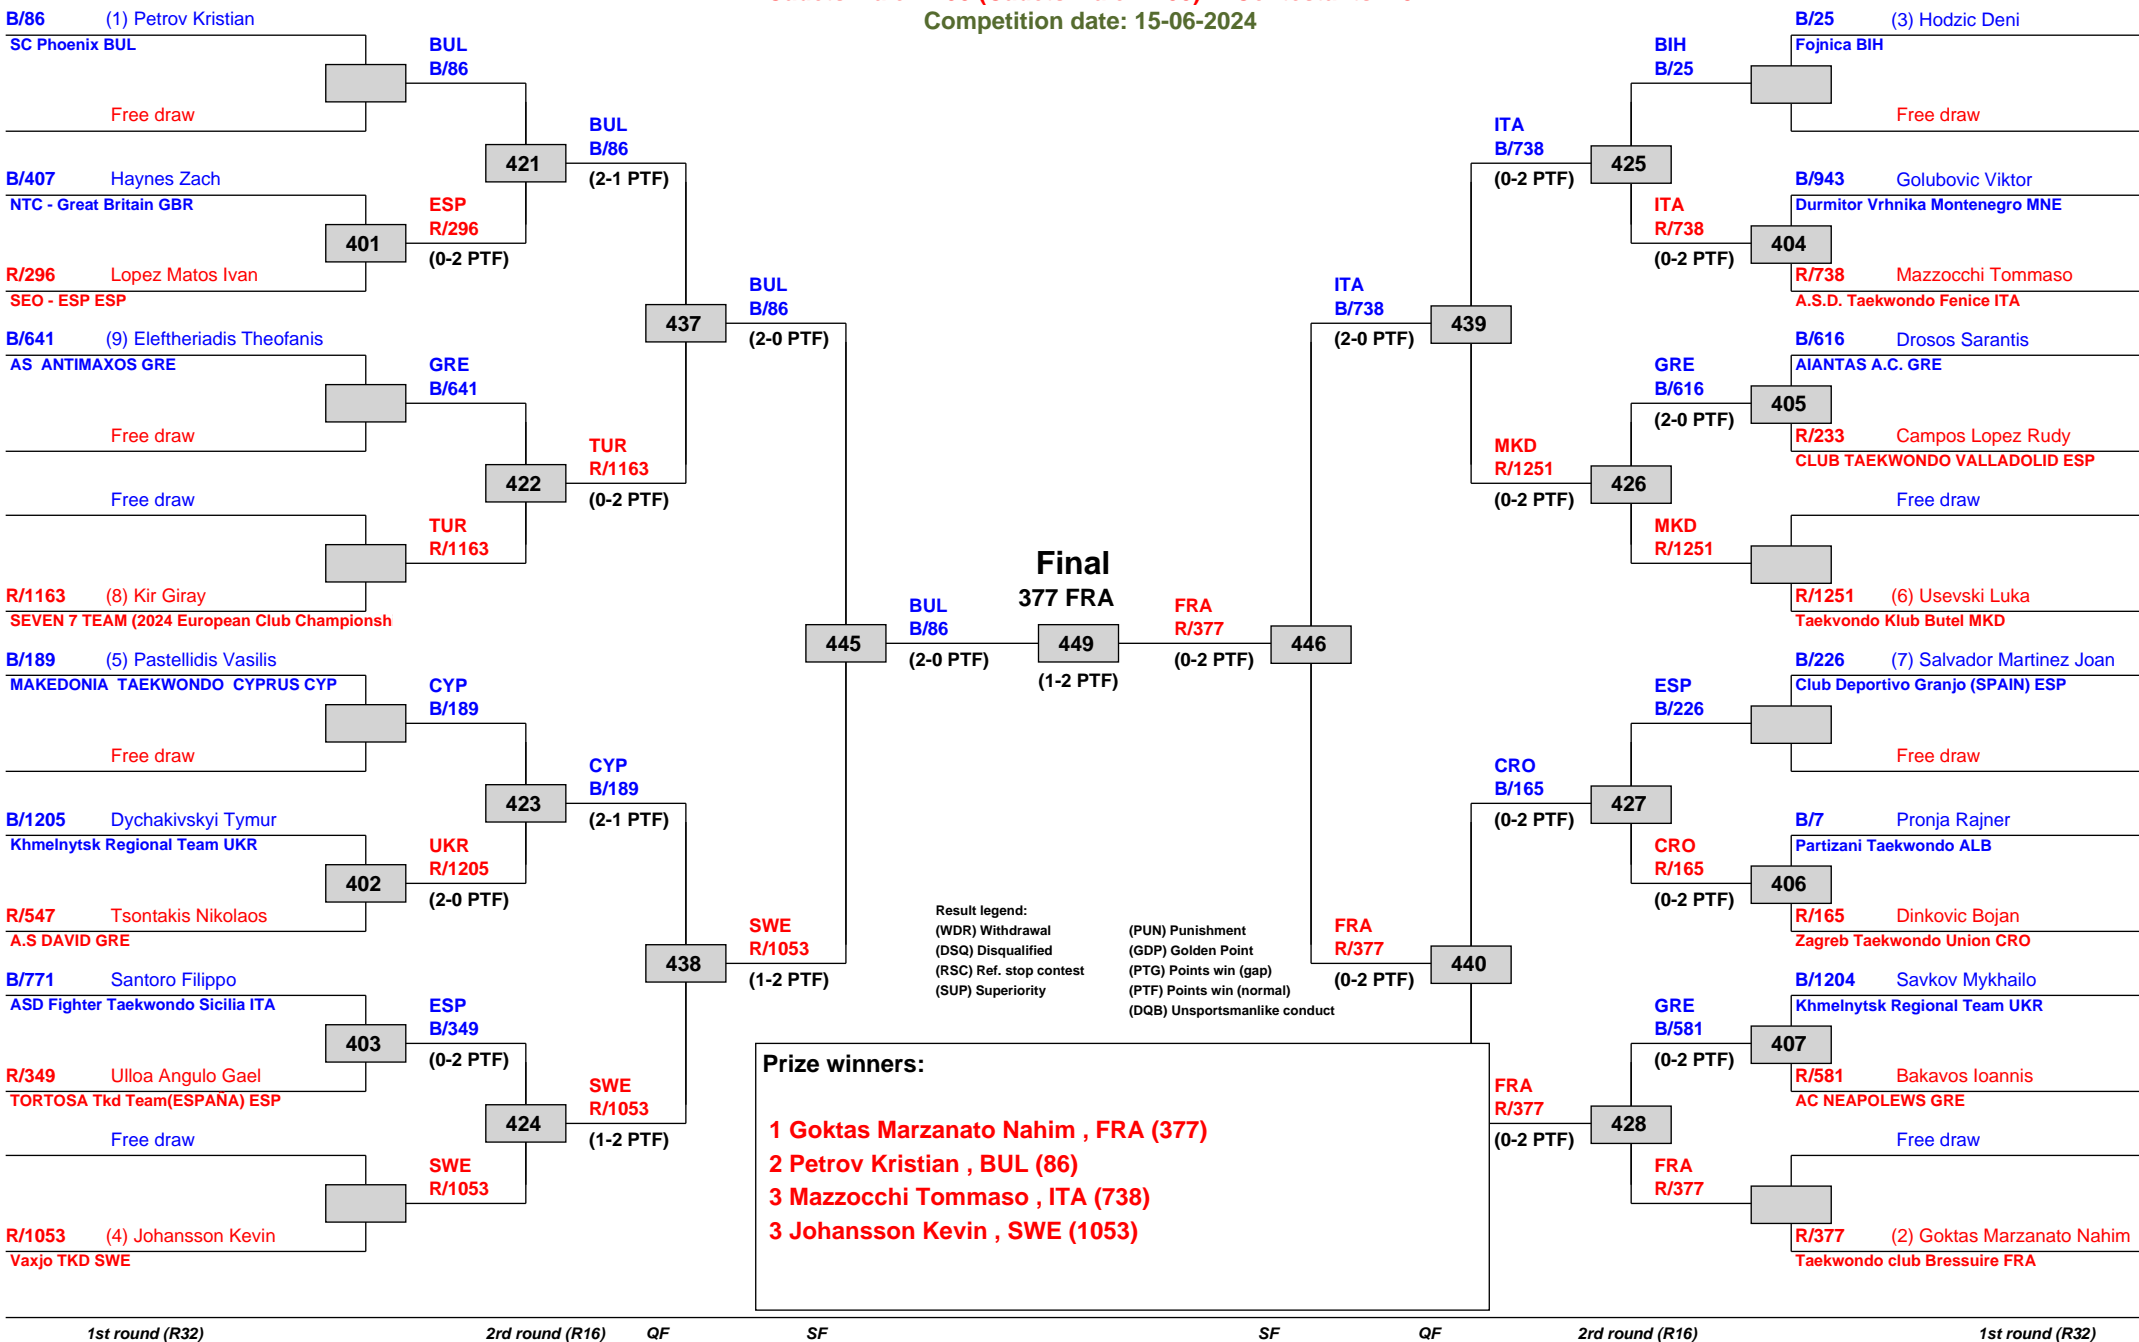 Competition date: 15-06-2024
B/86 (1) Petrov Kristian
SC Phoenix BUL
Free draw
B/407 Haynes Zach
NTC - Great Britain GBR
401
R/296 Lopez Matos Ivan
SEO - ESP ESP
B/641 (9) Eleftheriadis Theofanis
AS ANTIMAXOS GRE
Free draw
Free draw
R/1163 (8) Kir Giray
SEVEN 7 TEAM (2024 European Club Championsh
B/189 (5) Pastellidis Vasilis
MAKEDONIA TAEKWONDO CYPRUS CYP
Free draw
B/1205 Dychakivskyi Tymur
Khmelnytsk Regional Team UKR
402
R/547 Tsontakis Nikolaos
A.S DAVID GRE
B/771 Santoro Filippo
ASD Fighter Taekwondo Sicilia ITA
403
R/349 Ulloa Angulo Gael
TORTOSA Tkd Team(ESPAÑA) ESP
Free draw
R/1053 (4) Johansson Kevin
Vaxjo TKD SWE
BUL
B/86
421
ESP
R/296
(0-2 PTF)
GRE
B/641
422
TUR
R/1163
CYP
B/189
423
UKR
R/1205
(2-0 PTF)
ESP
B/349
(0-2 PTF)
424
SWE
R/1053
BUL
B/86
(2-1 PTF)
437
TUR
R/1163
(0-2 PTF)
CYP
B/189
(2-1 PTF)
438
SWE
R/1053
(1-2 PTF)
BUL
B/86
(2-0 PTF)
445
SWE
R/1053
(1-2 PTF)
BUL
B/86
(2-0 PTF)
Final
377 FRA
449
(1-2 PTF)
FRA
R/377
(0-2 PTF)
446
ITA
B/738
(2-0 PTF)
439
FRA
R/377
(0-2 PTF)
440
ITA
B/738
(0-2 PTF)
425
MKD
R/1251
(0-2 PTF)
426
CRO
B/165
(0-2 PTF)
427
FRA
R/377
(0-2 PTF)
428
BIH
B/25
ITA
R/738
(0-2 PTF)
GRE
B/616
(2-0 PTF)
MKD
R/1251
ESP
B/226
CRO
R/165
(0-2 PTF)
GRE
B/581
(0-2 PTF)
FRA
R/377
B/25 (3) Hodzic Deni
Fojnica BIH
Free draw
B/943 Golubovic Viktor
Durmitor Vrhnika Montenegro MNE
404
R/738 Mazzocchi Tommaso
A.S.D. Taekwondo Fenice ITA
B/616 Drosos Sarantis
AIANTAS A.C. GRE
405
R/233 Campos Lopez Rudy
CLUB TAEKWONDO VALLADOLID ESP
Free draw
R/1251 (6) Usevski Luka
Taekvondo Klub Butel MKD
B/226 (7) Salvador Martinez Joan
Club Deportivo Granjo (SPAIN) ESP
Free draw
B/7 Pronja Rajner
Partizani Taekwondo ALB
406
R/165 Dinkovic Bojan
Zagreb Taekwondo Union CRO
B/1204 Savkov Mykhailo
Khmelnytsk Regional Team UKR
407
R/581 Bakavos Ioannis
AC NEAPOLEWS GRE
Free draw
R/377 (2) Goktas Marzanato Nahim
Taekwondo club Bressuire FRA
Result legend:
(WDR) Withdrawal
(DSQ) Disqualified
(RSC) Ref. stop contest
(SUP) Superiority
(PUN) Punishment
(GDP) Golden Point
(PTG) Points win (gap)
(PTF) Points win (normal)
(DQB) Unsportsmanlike conduct
Prize winners:
1 Goktas Marzanato Nahim , FRA (377)
2 Petrov Kristian , BUL (86)
3 Mazzocchi Tommaso , ITA (738)
3 Johansson Kevin , SWE (1053)
1st round (R32) 2rd round (R16) QF SF SF QF 2rd round (R16) 1st round (R32)